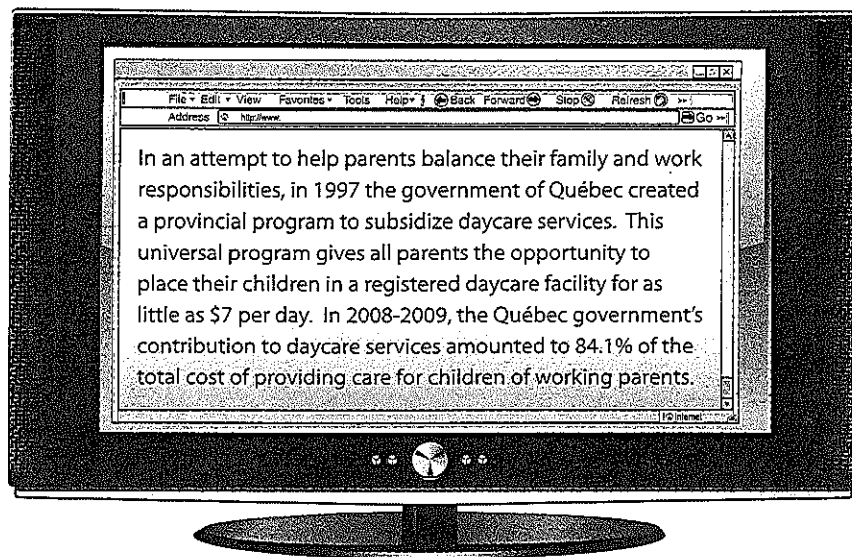 File Edit View Favorites Tools Help Back Forward Stop Refresh
Address http://www. Go
In an attempt to help parents balance their family and work
responsibilities, in 1997 the government of Québec created
a provincial program to subsidize daycare services. This
universal program gives all parents the opportunity to
place their children in a registered daycare facility for as
little as $7 per day. In 2008-2009, the Québec government's
contribution to daycare services amounted to 84.1% of the
total cost of providing care for children of working parents.
Internet